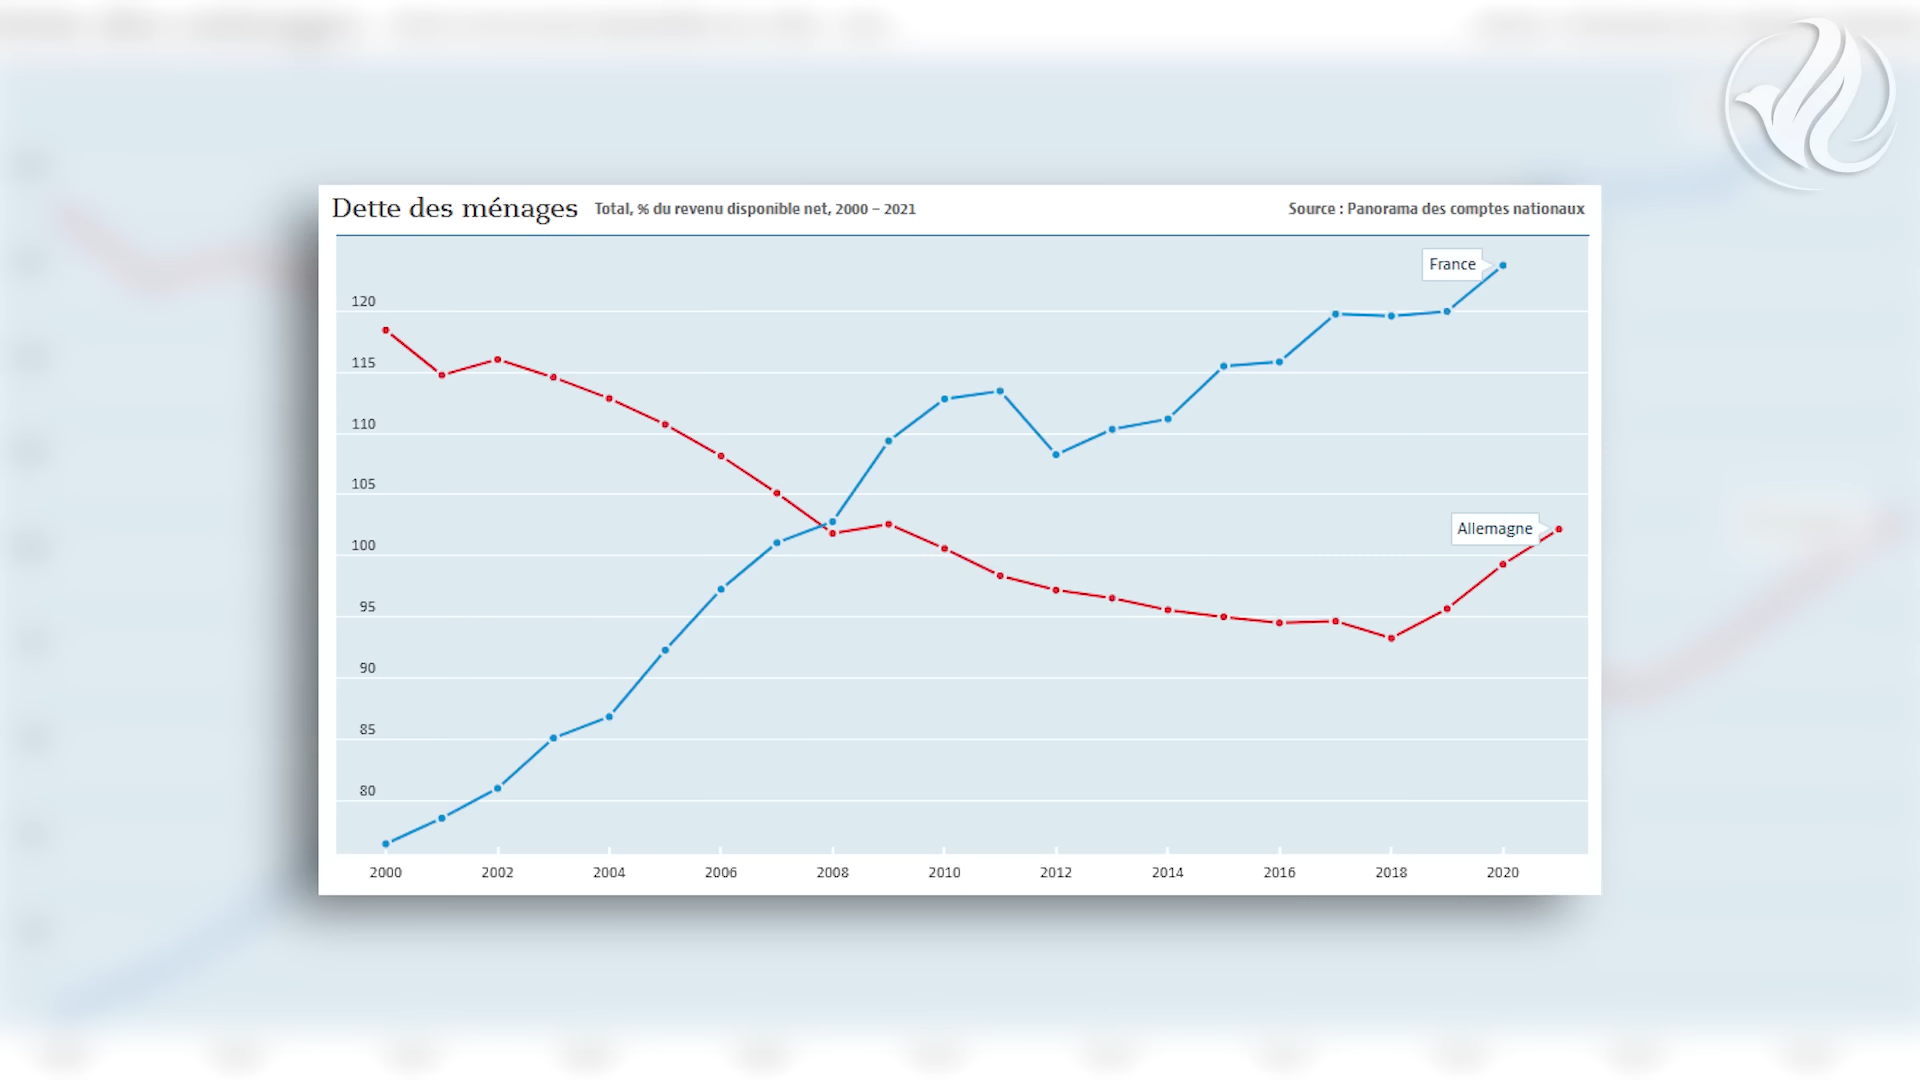 Dette des ménages Total, % du revenu disponible net, 2000 – 2021 Source : Panorama des comptes nationaux
France
120
115
110
105
Allemagne
100
95
90
85
80
2000 2002 2004 2006 2008 2010 2012 2014 2016 2018 2020